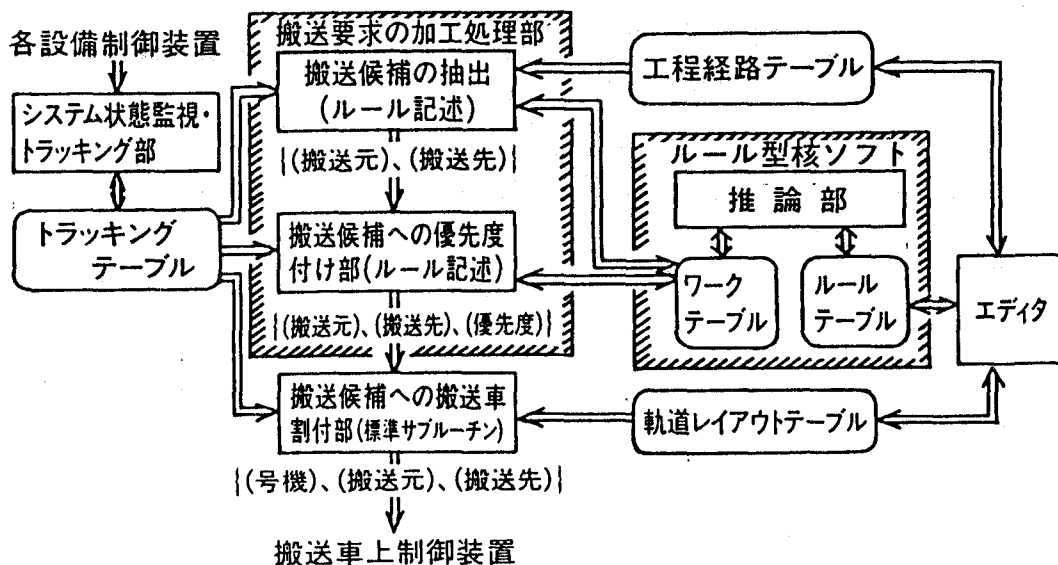 各設備制御装置
システム状態監視・
トラッキング部
トラッキング
テーブル
搬送要求の加工処理部
搬送候補の抽出
(ルール記述)
{(搬送元)、(搬送先)}
搬送候補への優先度
付け部(ルール記述)
{(搬送元)、(搬送先)、(優先度)}
搬送候補への搬送車
割付部(標準サブルーチン)
{(号機)、(搬送元)、(搬送先)}
搬送車上制御装置
工程経路テーブル
ルール型核ソフト
推論部
ワーク
テーブル
ルール
テーブル
エディタ
軌道レイアウトテーブル